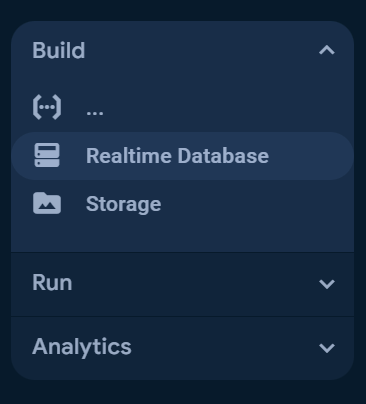 Build
...
Realtime Database
Storage
Run
Analytics